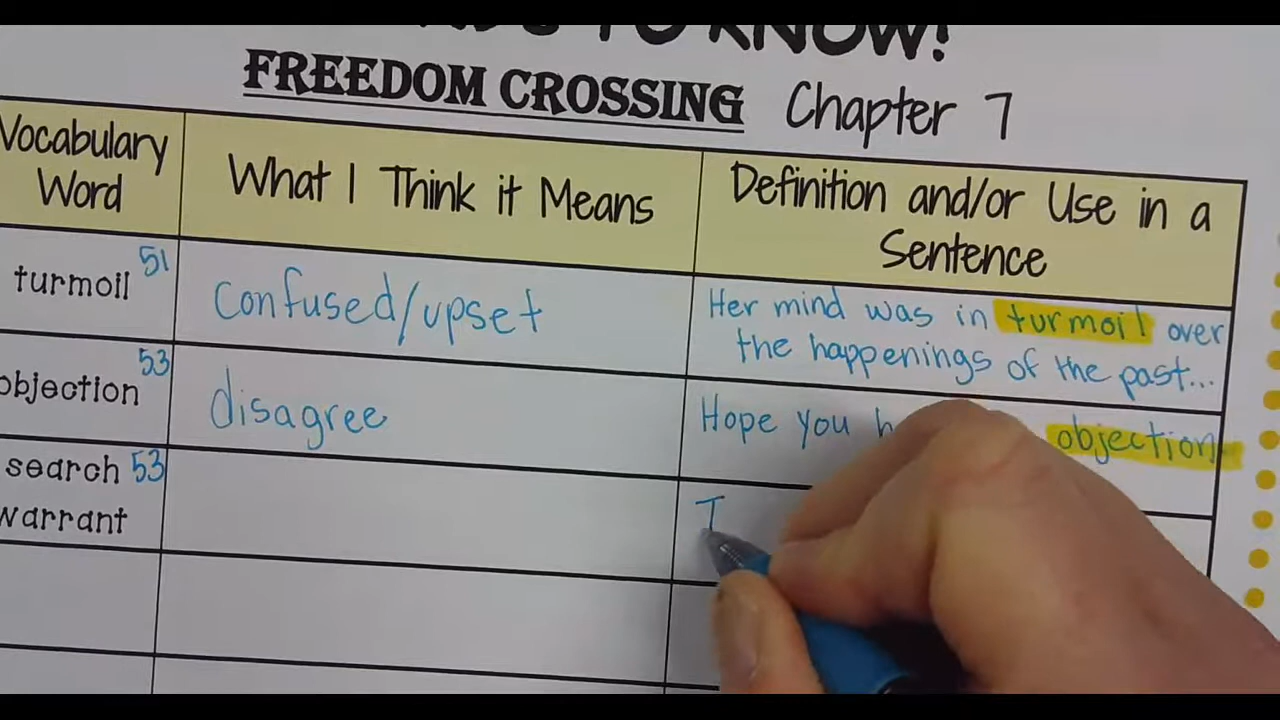 TO KNOW!
FREEDOM CROSSING Chapter 7
Vocabulary
Word
What I Think it Means
Definition and/or Use in a
Sentence
turmoil 51
confused/upset
Her mind was in turmoil over
the happenings of the past...
objection 53
disagree
Hope you
objection
search 53
warrant
I